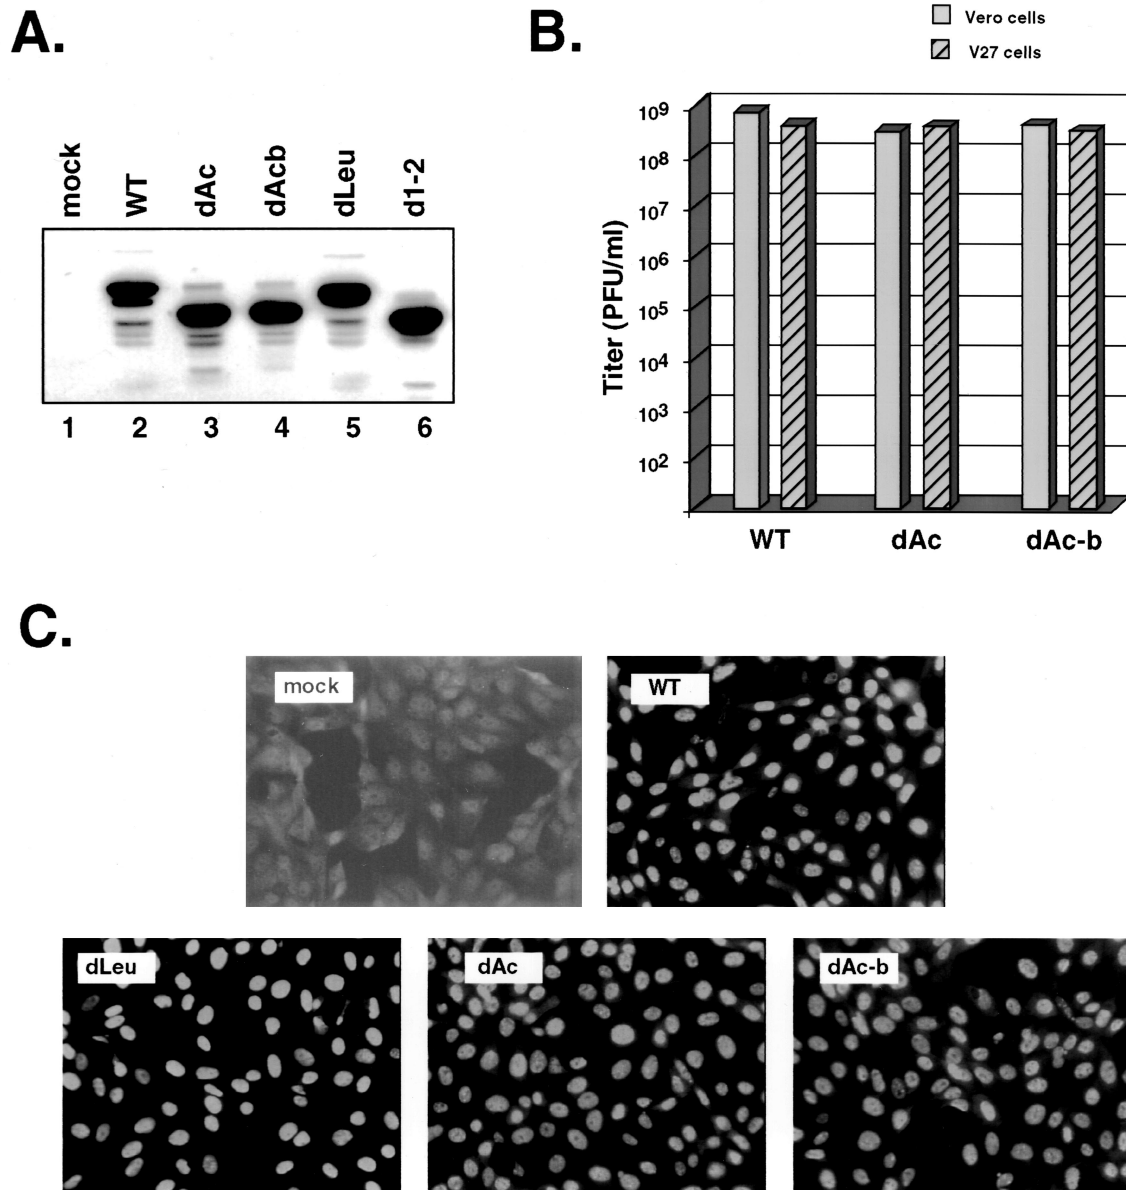 A.
mock WT dAc dAcb dLeu d1-2
1 2 3 4 5 6
B.
Vero cells
V27 cells
Titer (PFU/ml)
10⁹
10⁸
10⁷
10⁶
10⁵
10⁴
10³
10²
WT dAc dAc-b
C.
mock
WT
dLeu
dAc
dAc-b